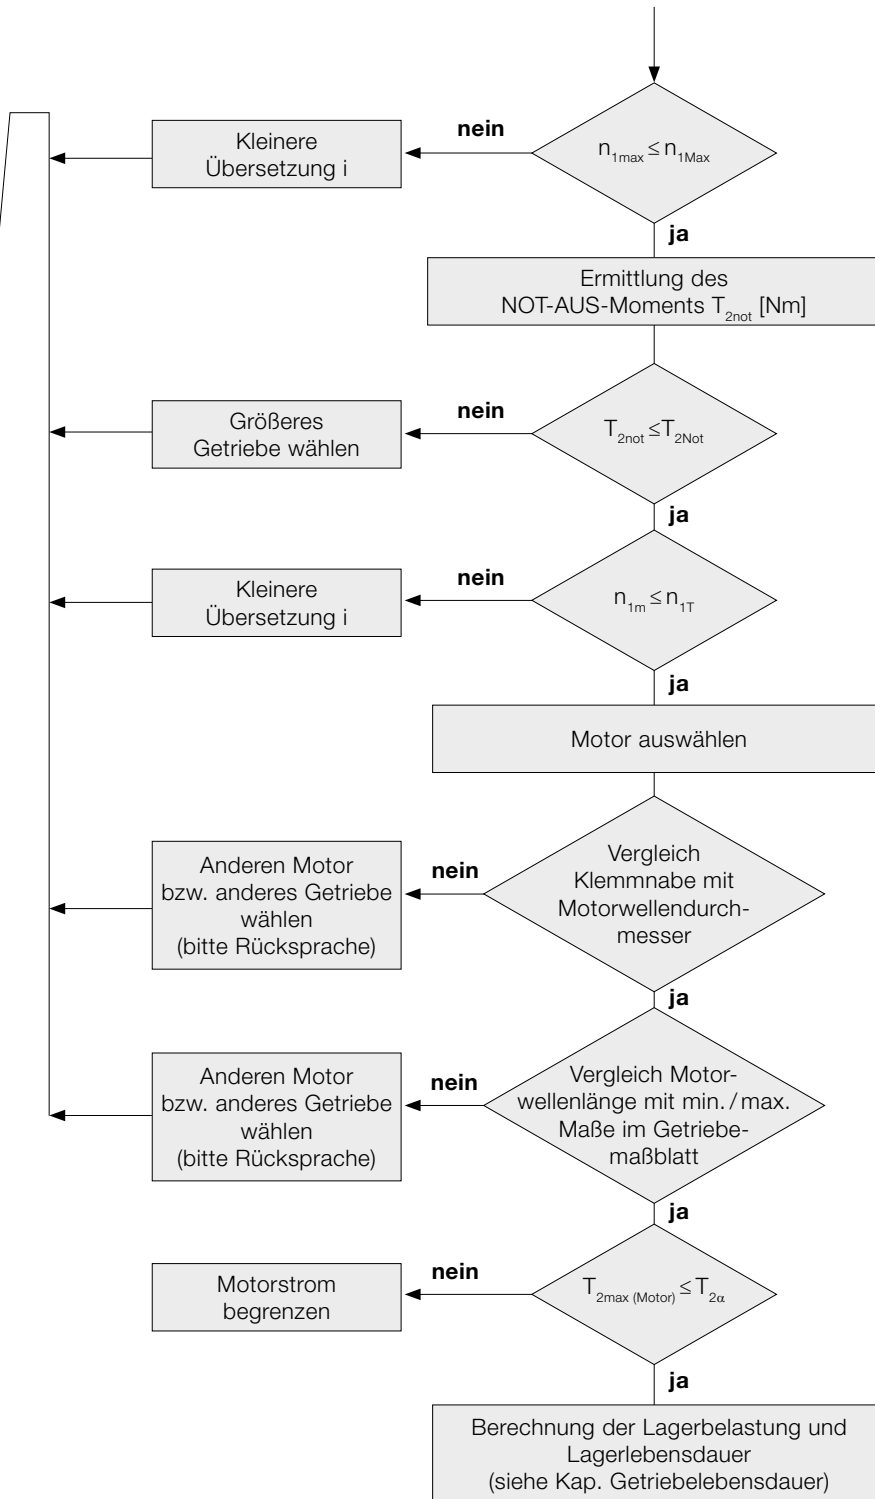 nein
Kleinere
Übersetzung i
n1max ≤ n1Max
ja
Ermittlung des
NOT-AUS-Moments T2not [Nm]
nein
Größeres
Getriebe wählen
T2not ≤ T2Not
ja
nein
Kleinere
Übersetzung i
n1m ≤ n1T
ja
Motor auswählen
nein
Anderen Motor
bzw. anderes Getriebe
wählen
(bitte Rücksprache)
Vergleich
Klemmnabe mit
Motorwellendurch-
messer
ja
nein
Anderen Motor
bzw. anderes Getriebe
wählen
(bitte Rücksprache)
Vergleich Motor-
wellenlänge mit min./max.
Maße im Getriebe-
maßblatt
ja
nein
Motorstrom
begrenzen
T2max (Motor) ≤ T2α
ja
Berechnung der Lagerbelastung und
Lagerlebensdauer
(siehe Kap. Getriebelebensdauer)